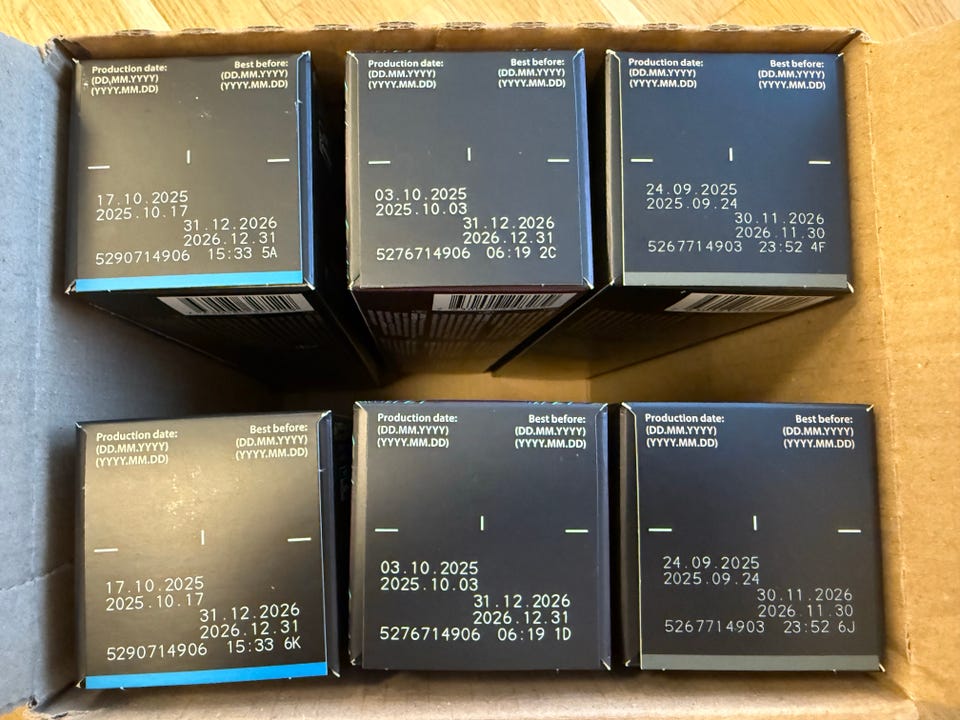 Production date: Best before:
(DD.MM.YYYY) (DD.MM.YYYY)
(YYYY.MM.DD) (YYYY.MM.DD)
17.10.2025
2025.10.17
31.12.2026
2026.12.31
5290714906 15:33 5A
Production date: Best before:
(DD.MM.YYYY) (DD.MM.YYYY)
(YYYY.MM.DD) (YYYY.MM.DD)
03.10.2025
2025.10.03
31.12.2026
2026.12.31
5276714906 06:19 2C
Production date: Best before:
(DD.MM.YYYY) (DD.MM.YYYY)
(YYYY.MM.DD) (YYYY.MM.DD)
24.09.2025
2025.09.24
30.11.2026
2026.11.30
5267714903 23:52 4F
Production date: Best before:
(DD.MM.YYYY) (DD.MM.YYYY)
(YYYY.MM.DD) (YYYY.MM.DD)
17.10.2025
2025.10.17
31.12.2026
2026.12.31
5290714906 15:33 6K
Production date: Best before:
(DD.MM.YYYY) (DD.MM.YYYY)
(YYYY.MM.DD) (YYYY.MM.DD)
03.10.2025
2025.10.03
31.12.2026
2026.12.31
5276714906 06:19 1D
Production date: Best before:
(DD.MM.YYYY) (DD.MM.YYYY)
(YYYY.MM.DD) (YYYY.MM.DD)
24.09.2025
2025.09.24
30.11.2026
2026.11.30
5267714903 23:52 6J